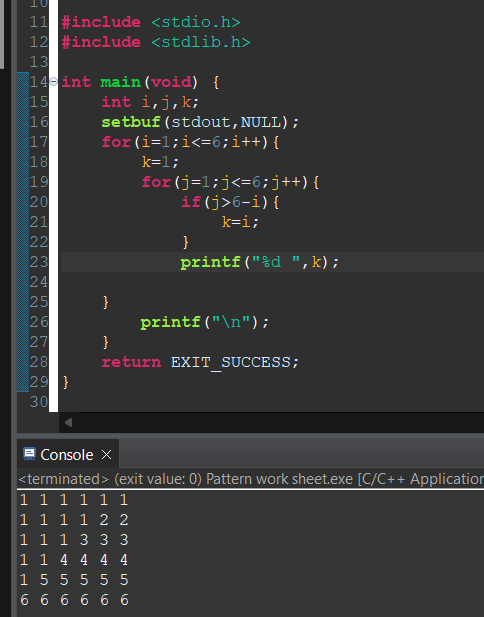 10
11 #include <stdio.h>
12 #include <stdlib.h>
13
14 int main(void) {
15     int i,j,k;
16     setbuf(stdout,NULL);
17     for(i=1;i<=6;i++){
18         k=1;
19         for(j=1;j<=6;j++){
20             if(j>6-i){
21                 k=i;
22             }
23             printf("%d ",k);
24
25     }
26         printf("\n");
27     }
28     return EXIT_SUCCESS;
29 }
30
Console
<terminated> (exit value: 0) Pattern work sheet.exe [C/C++ Application
1 1 1 1 1 1
1 1 1 1 2 2
1 1 1 3 3 3
1 1 4 4 4 4
1 5 5 5 5 5
6 6 6 6 6 6